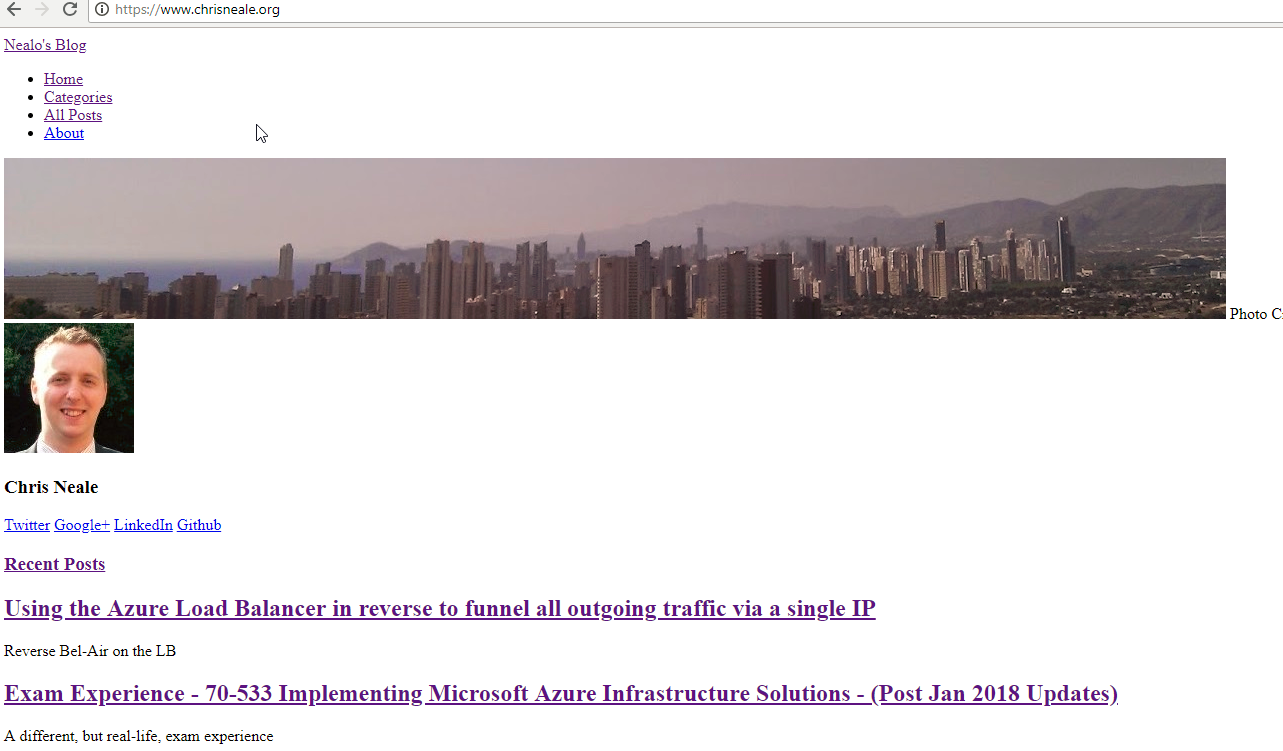 https://www.chrisneale.org
Nealo's Blog
Home
Categories
All Posts
About
Photo
Chris Neale
Twitter Google+ LinkedIn Github
Recent Posts
Using the Azure Load Balancer in reverse to funnel all outgoing traffic via a single IP
Reverse Bel-Air on the LB
Exam Experience - 70-533 Implementing Microsoft Azure Infrastructure Solutions - (Post Jan 2018 Updates)
A different, but real-life, exam experience